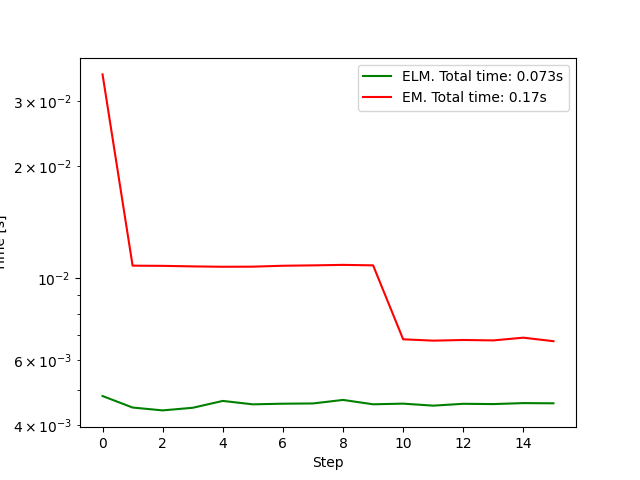 ELM. Total time: 0.073s
EM. Total time: 0.17s
3 × 10⁻²
2 × 10⁻²
10⁻²
6 × 10⁻³
4 × 10⁻³
0 2 4 6 8 10 12 14
Step